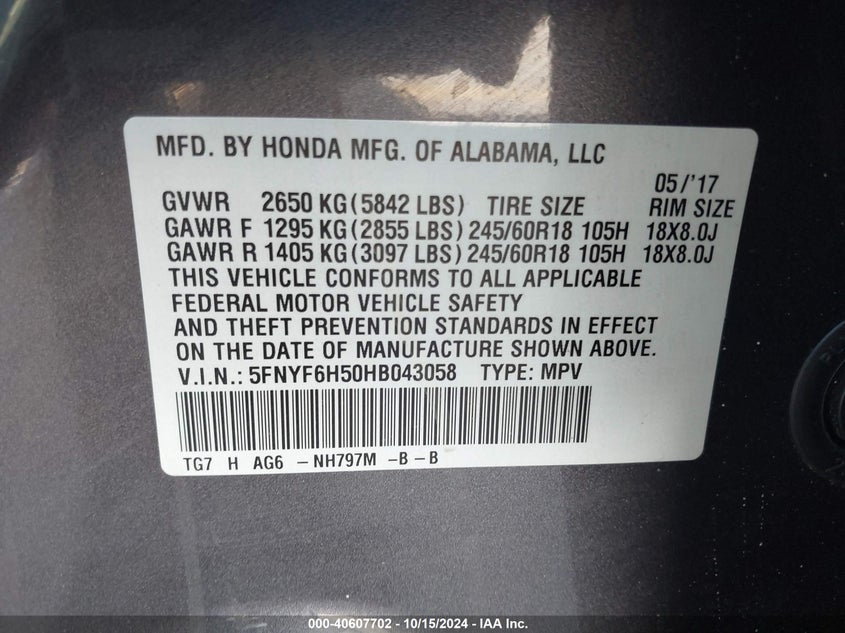 MFD. BY HONDA MFG. OF ALABAMA, LLC
05/'17
GVWR 2650 KG (5842 LBS) TIRE SIZE RIM SIZE
GAWR F 1295 KG (2855 LBS) 245/60R18 105H 18X8.0J
GAWR R 1405 KG (3097 LBS) 245/60R18 105H 18X8.0J
THIS VEHICLE CONFORMS TO ALL APPLICABLE
FEDERAL MOTOR VEHICLE SAFETY
AND THEFT PREVENTION STANDARDS IN EFFECT
ON THE DATE OF MANUFACTURE SHOWN ABOVE.
V.I.N.: 5FNYF6H50HB043058 TYPE: MPV
TG7 H AG6 -NH797M -B-B
000-40607702 - 10/15/2024 - IAA Inc.